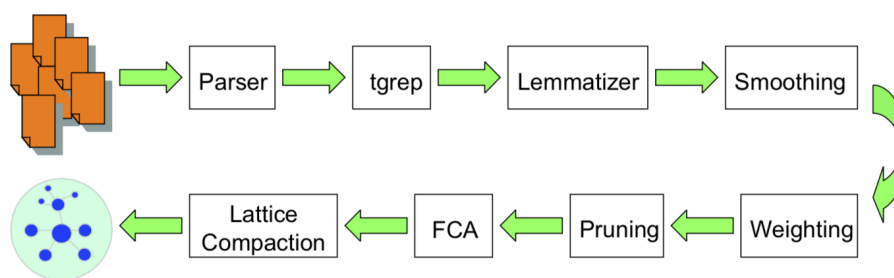 Parser
tgrep
Lemmatizer
Smoothing
Weighting
Pruning
FCA
Lattice
Compaction